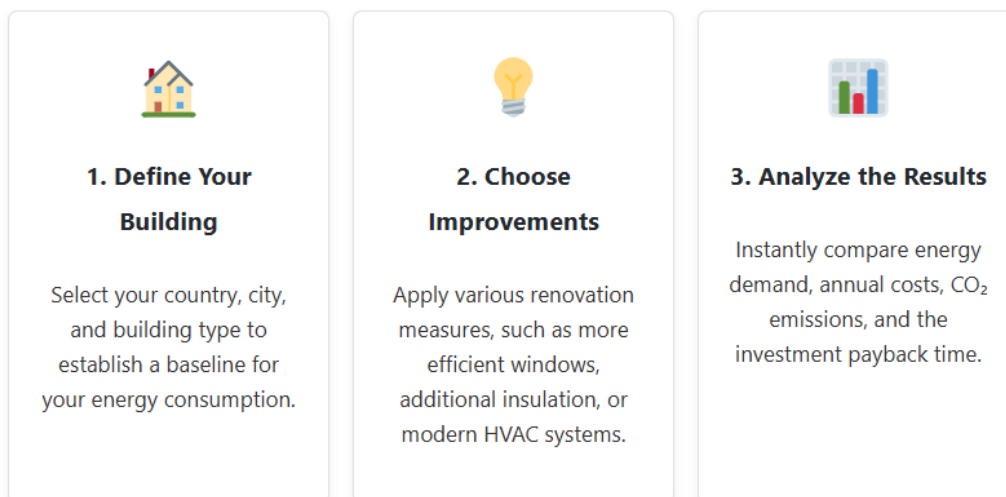 1. Define Your
Building
Select your country, city,
and building type to
establish a baseline for
your energy consumption.
2. Choose
Improvements
Apply various renovation
measures, such as more
efficient windows,
additional insulation, or
modern HVAC systems.
3. Analyze the Results
Instantly compare energy
demand, annual costs, CO₂
emissions, and the
investment payback time.